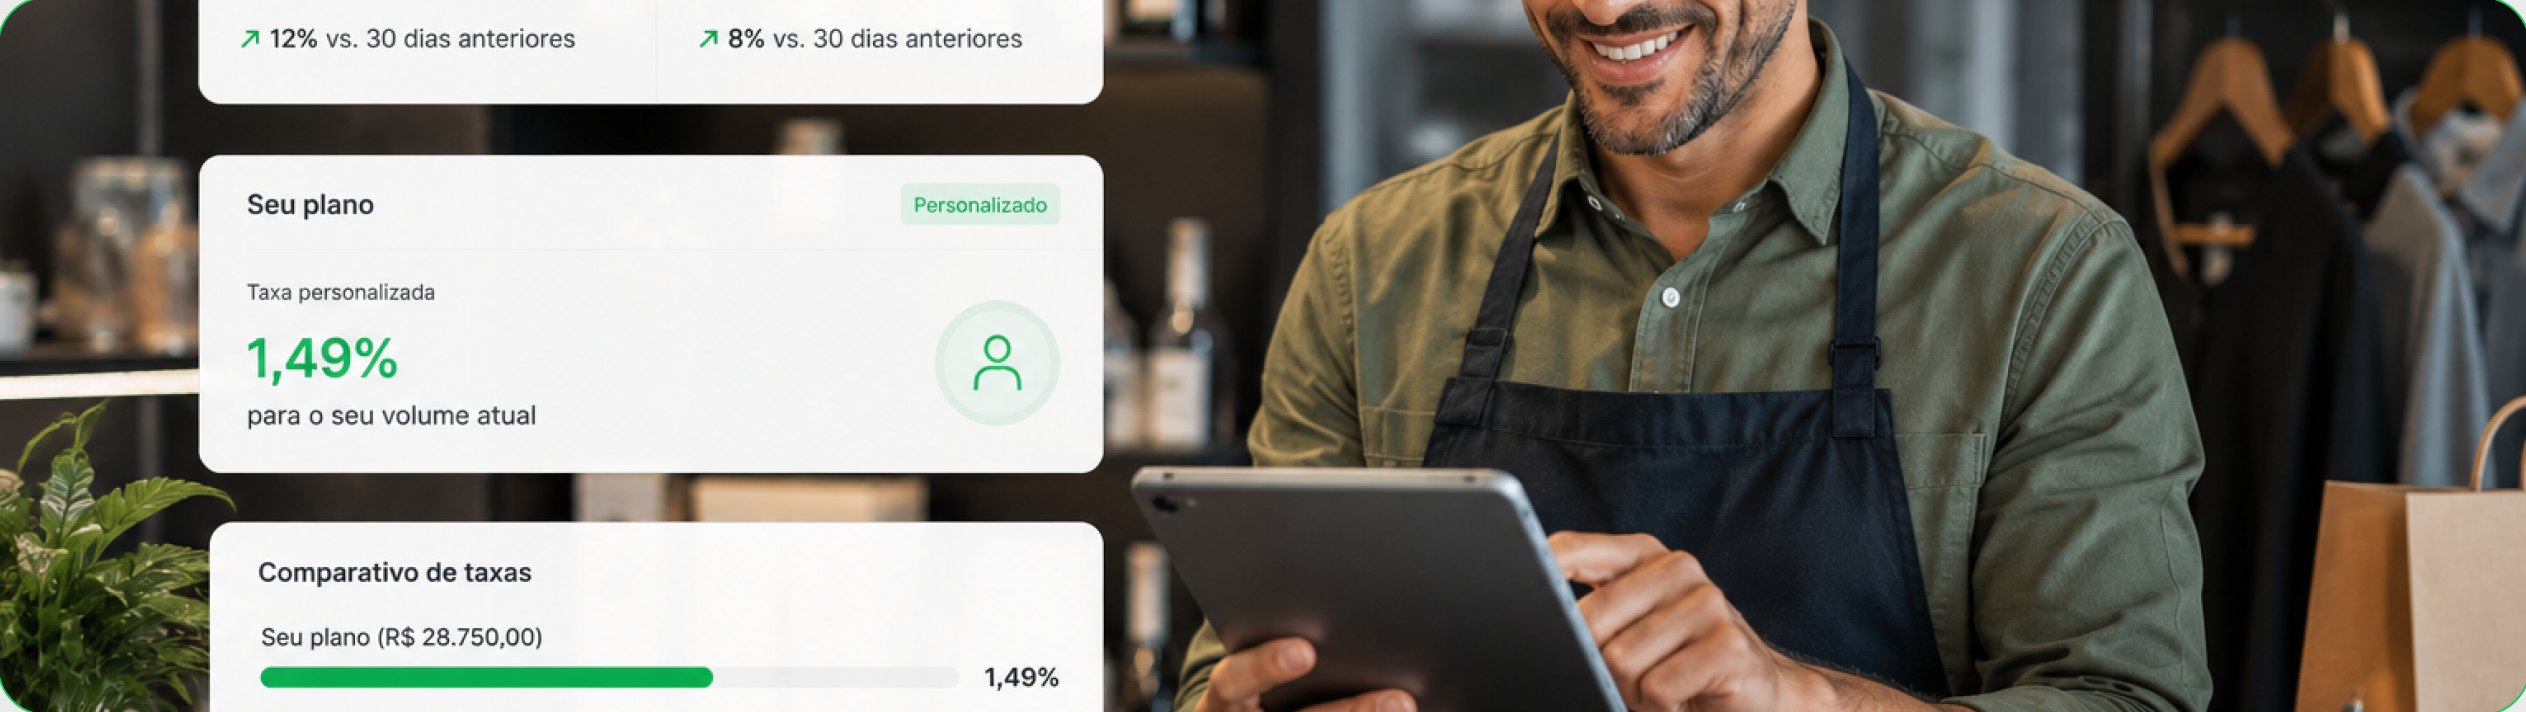 12% vs. 30 dias anteriores
8% vs. 30 dias anteriores
Seu plano
Personalizado
Taxa personalizada
1,49%
para o seu volume atual
Comparativo de taxas
Seu plano (R$ 28.750,00)
1,49%